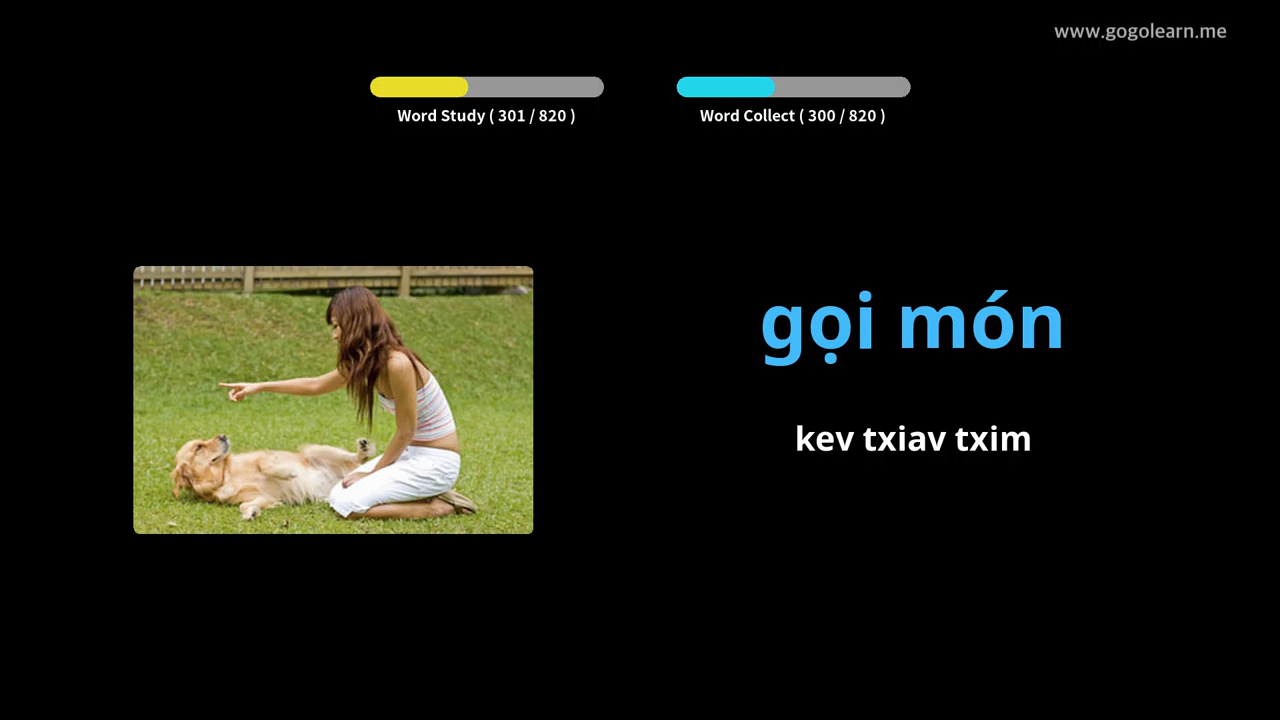 www.gogolearn.me
Word Study ( 301 / 820 )
Word Collect ( 300 / 820 )
gọi món
kev txiav txim